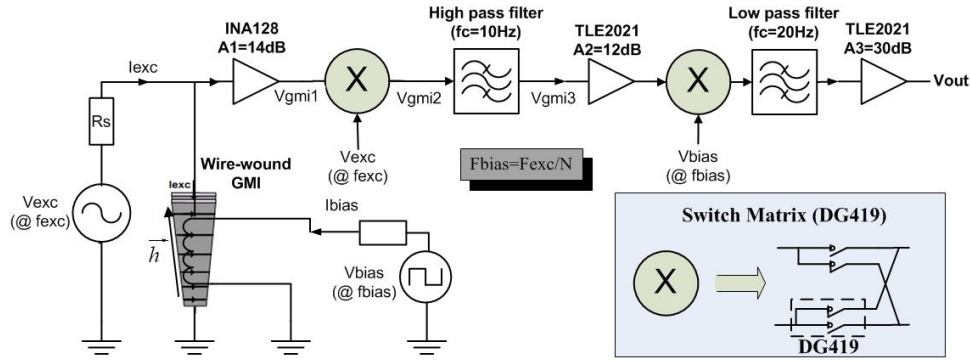 INA128
A1=14dB
High pass filter
(fc=10Hz)
TLE2021
A2=12dB
Low pass filter
(fc=20Hz)
TLE2021
A3=30dB
Iexc
X
X
Vout
Vgmi1
Vgmi2
Vgmi3
Rs
Vexc
(@ fexc)
Vbias
(@ fbias)
Wire-wound
GMI
Fbias=Fexc/N
Iexc
Vexc
(@ fexc)
Ibias
h
Vbias
(@ fbias)
Switch Matrix (DG419)
X
DG419